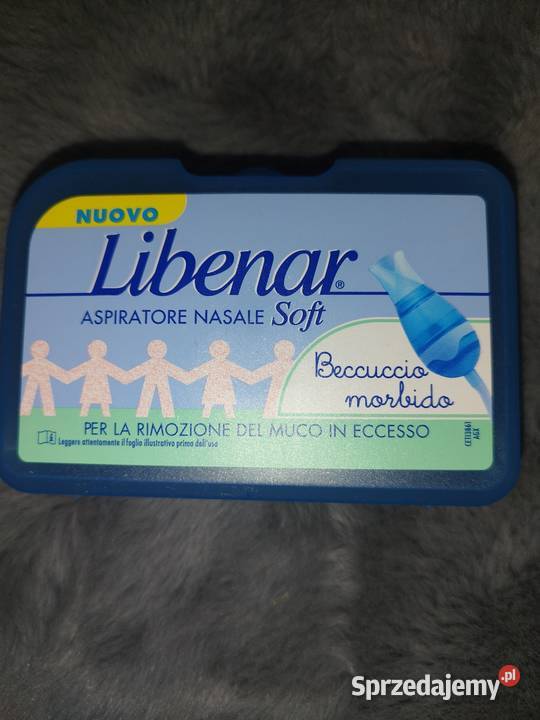 NUOVO
Libenar®
ASPIRATORE NASALE Soft
Beccuccio
morbido
PER LA RIMOZIONE DEL MUCO IN ECCESSO
Leggere attentamente il foglio illustrativo prima dell'uso
Sprzedajemy.pl